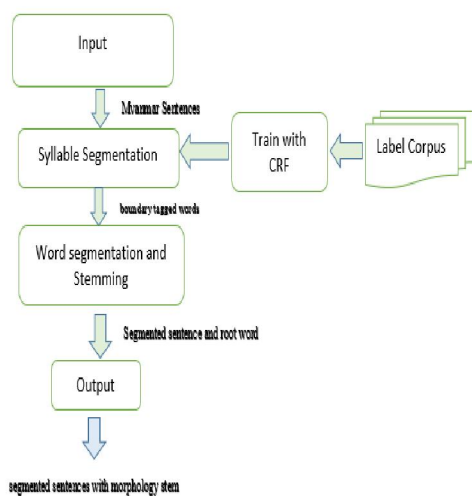 Input
Myanmar Sentences
Syllable Segmentation
Train with
CRF
Label Corpus
boundary tagged words
Word segmentation and
Stemming
Segmented sentence and root word
Output
segmented sentences with morphology stem